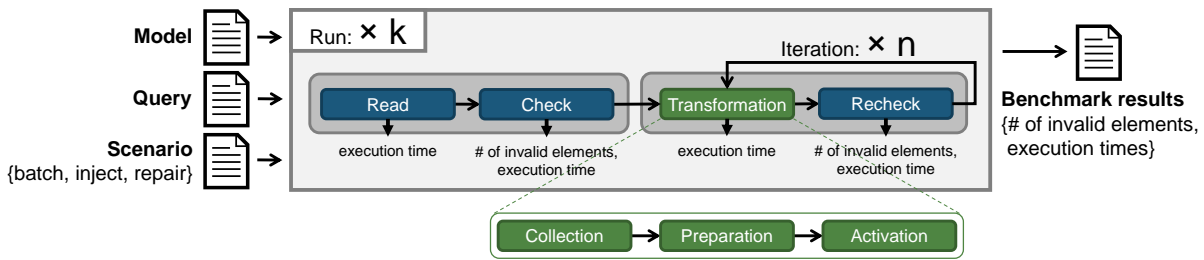 Model
Query
Scenario
{batch, inject, repair}
Run: × k
Iteration: × n
Read
Check
Transformation
Recheck
execution time
# of invalid elements,
execution time
execution time
# of invalid elements,
execution time
Collection
Preparation
Activation
Benchmark results
{# of invalid elements,
execution times}